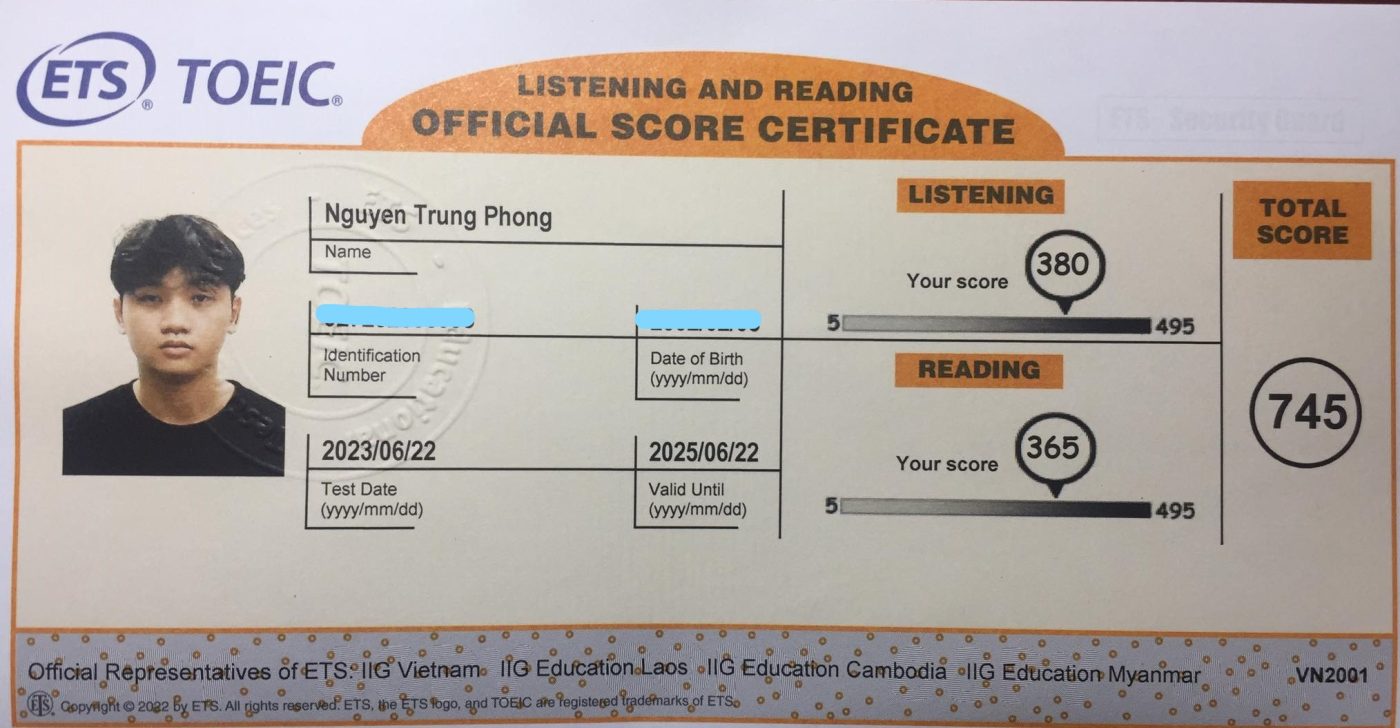 ETS® TOEIC®
LISTENING AND READING
OFFICIAL SCORE CERTIFICATE
ETS Security Guard
Nguyen Trung Phong
Name
Identification
Number
Date of Birth
(yyyy/mm/dd)
2023/06/22
Test Date
(yyyy/mm/dd)
2025/06/22
Valid Until
(yyyy/mm/dd)
LISTENING
Your score
380
5
495
READING
Your score
365
5
495
TOTAL
SCORE
745
Official Representatives of ETS: IIG Vietnam IIG Education Laos IIG Education Cambodia IIG Education Myanmar
VN2001
ETS Copyright © 2022 by ETS. All rights reserved. ETS, the ETS logo, and TOEIC are registered trademarks of ETS.